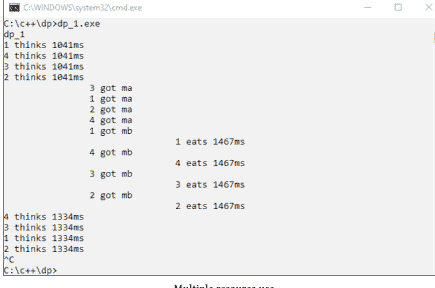 C:\WINDOWS\system32\cmd.exe
C:\c++\dp>dp_1.exe
dp_1
1 thinks 1041ms
4 thinks 1041ms
3 thinks 1041ms
2 thinks 1041ms
3 got ma
1 got ma
2 got ma
4 got ma
1 got mb
1 eats 1467ms
4 got mb
4 eats 1467ms
3 got mb
3 eats 1467ms
2 got mb
2 eats 1467ms
4 thinks 1334ms
3 thinks 1334ms
1 thinks 1334ms
2 thinks 1334ms
^C
C:\c++\dp>
Multiple resource use